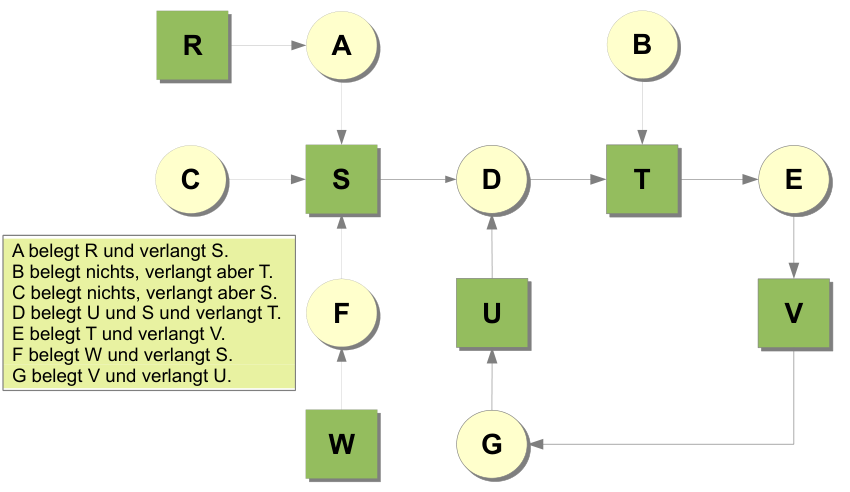 R
A
B
C
S
D
T
E
A belegt R und verlangt S.
B belegt nichts, verlangt aber T.
C belegt nichts, verlangt aber S.
D belegt U und S und verlangt T.
E belegt T und verlangt V.
F belegt W und verlangt S.
G belegt V und verlangt U.
F
U
V
W
G